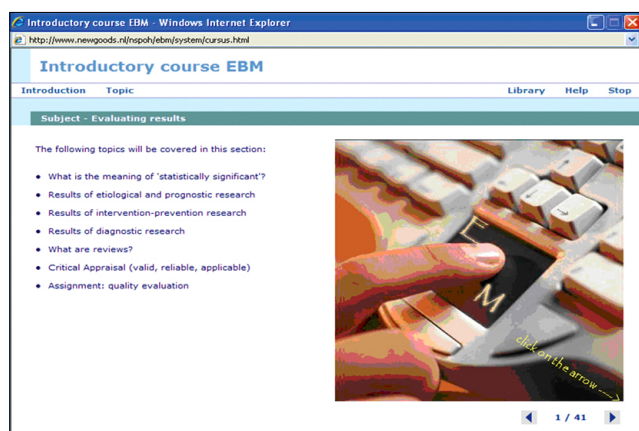 Introductory course EBM - Windows Internet Explorer
http://www.newgoods.nl/nspoh/ebm/system/cursus.html
Introductory course EBM
Introduction Topic Library Help Stop
Subject - Evaluating results
The following topics will be covered in this section:
• What is the meaning of 'statistically significant'?
• Results of etiological and prognostic research
• Results of intervention-prevention research
• Results of diagnostic research
• What are reviews?
• Critical Appraisal (valid, reliable, applicable)
• Assignment: quality evaluation
E
M
click on the arrow ---->
1 / 41